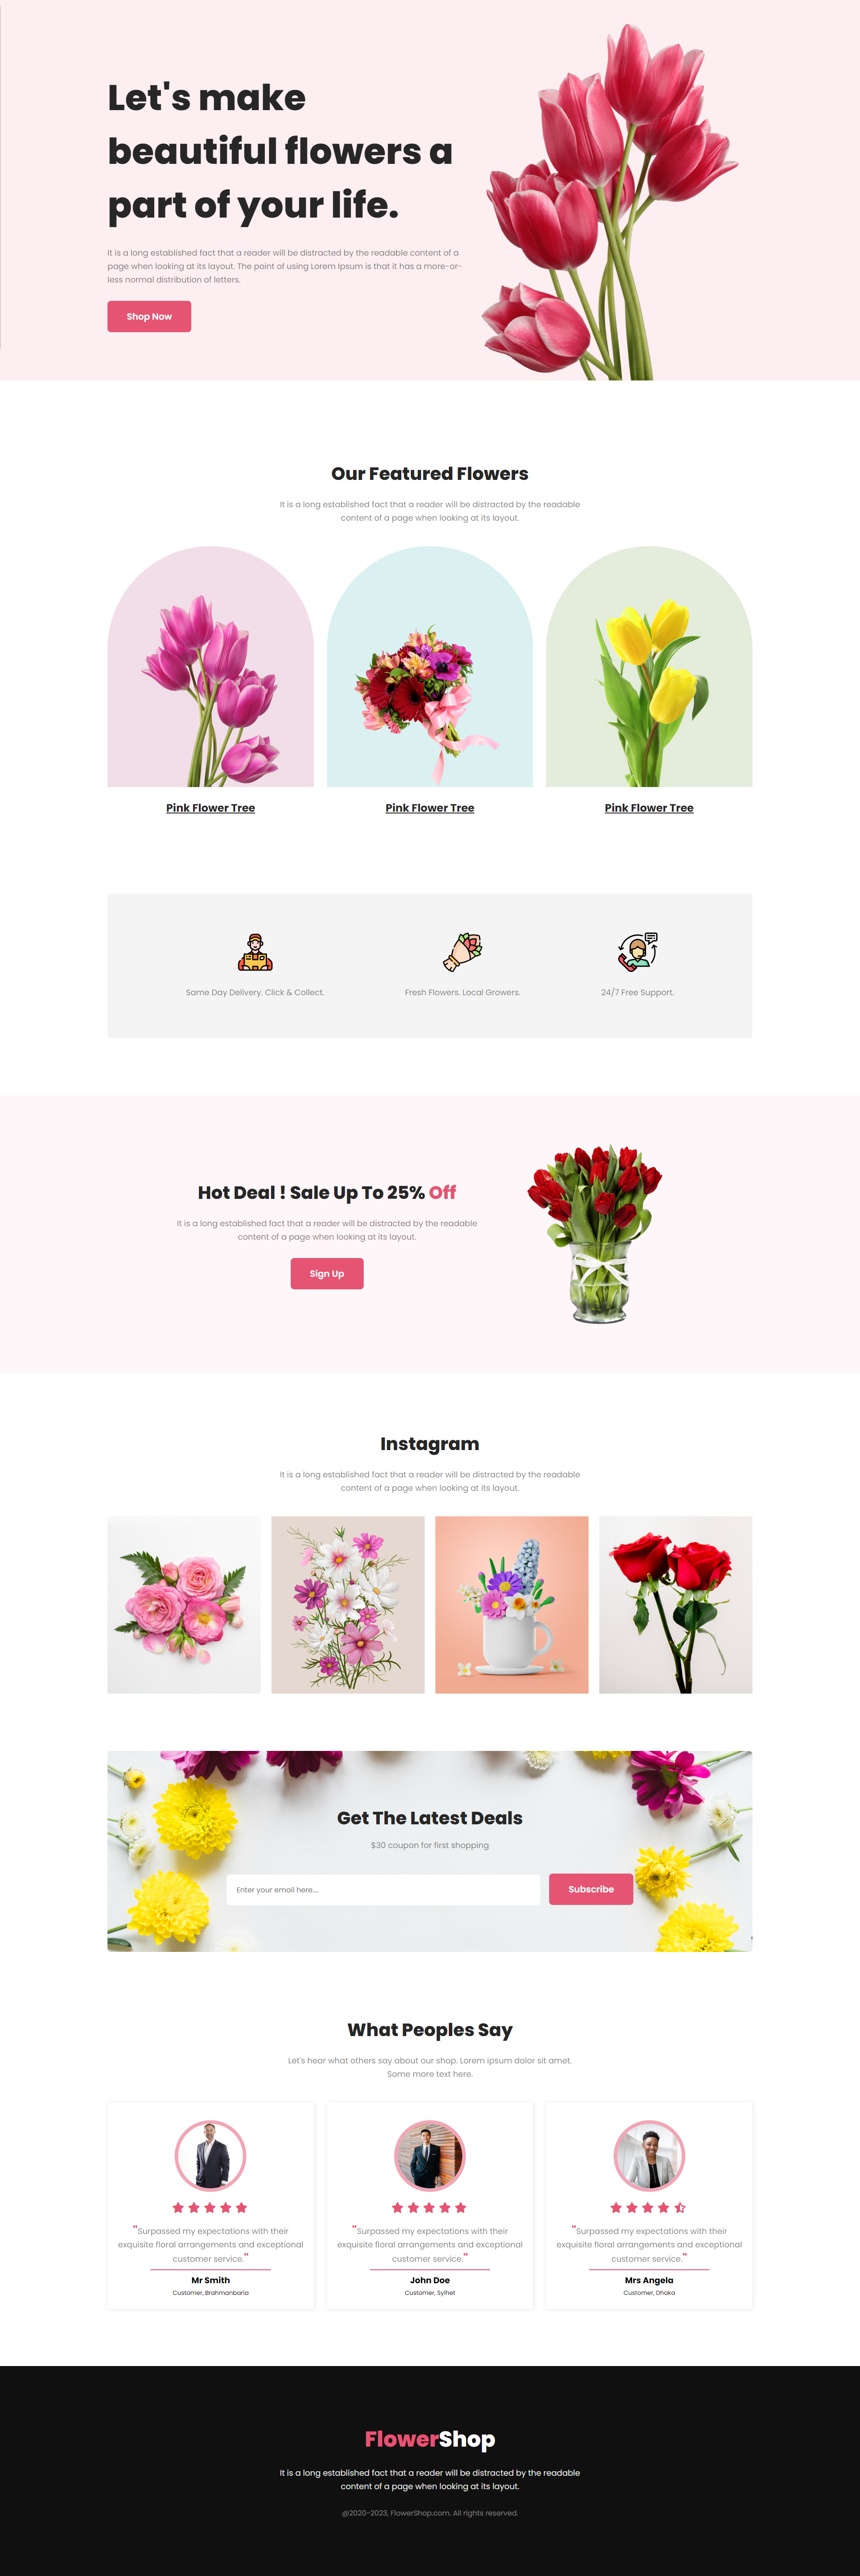 Let's make
beautiful flowers a
part of your life.
It is a long established fact that a reader will be distracted by the readable content of a
page when looking at its layout. The point of using Lorem Ipsum is that it has a more-or-
less normal distribution of letters.
Shop Now
Our Featured Flowers
It is a long established fact that a reader will be distracted by the readable
content of a page when looking at its layout.
Pink Flower Tree
Pink Flower Tree
Pink Flower Tree
Same Day Delivery. Click & Collect.
Fresh Flowers. Local Growers.
24/7 Free Support.
Hot Deal ! Sale Up To 25% Off
It is a long established fact that a reader will be distracted by the readable
content of a page when looking at its layout.
Sign Up
Instagram
It is a long established fact that a reader will be distracted by the readable
content of a page when looking at its layout.
Get The Latest Deals
$30 coupon for first shopping
Enter your email here....
Subscribe
What Peoples Say
Let's hear what others say about our shop. Lorem ipsum dolor sit amet.
Some more text here.
"Surpassed my expectations with their
exquisite floral arrangements and exceptional
customer service."
Mr Smith
Customer, Brahmanbaria
"Surpassed my expectations with their
exquisite floral arrangements and exceptional
customer service."
John Doe
Customer, Sylhet
"Surpassed my expectations with their
exquisite floral arrangements and exceptional
customer service."
Mrs Angela
Customer, Dhaka
FlowerShop
It is a long established fact that a reader will be distracted by the readable
content of a page when looking at its layout.
@2020-2023, FlowerShop.com. All rights reserved.